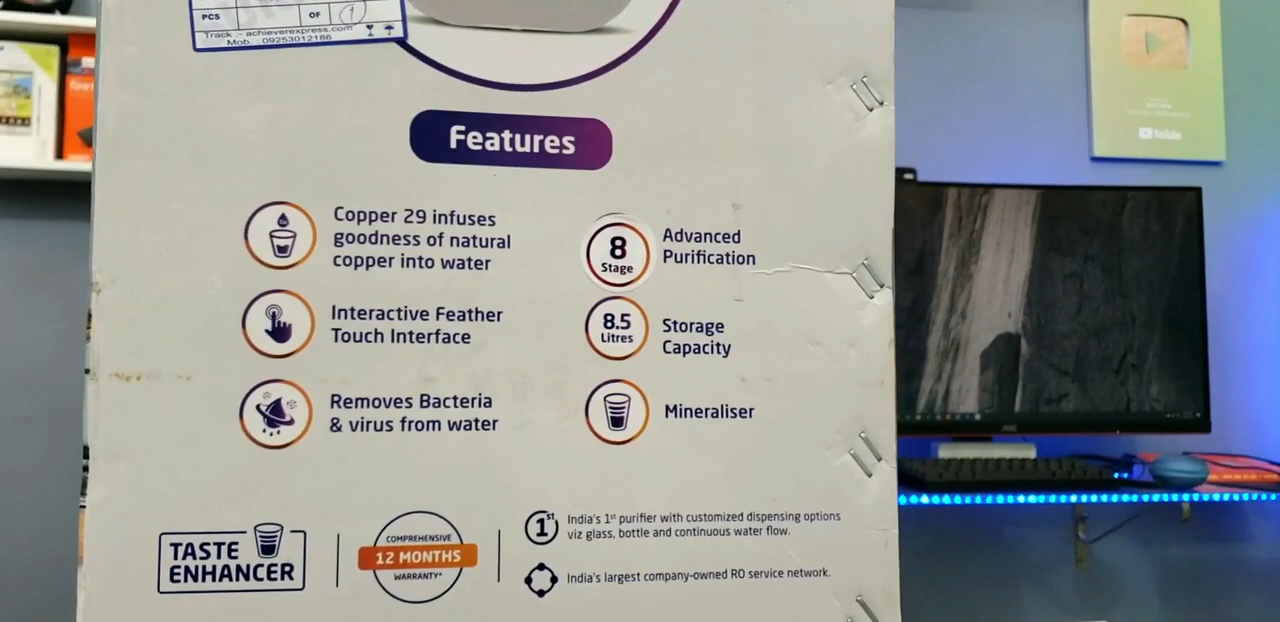 PCS
OF
1
Track :- achieverexpress.com
Mob. : 09253012186
Features
Copper 29 infuses
goodness of natural
copper into water
8
Stage
Advanced
Purification
Interactive Feather
Touch Interface
8.5
Litres
Storage
Capacity
Removes Bacteria
& virus from water
Mineraliser
TASTE
ENHANCER
COMPREHENSIVE
12 MONTHS
WARRANTY*
1st
India's 1st purifier with customized dispensing options
viz glass, bottle and continuous water flow.
India's largest company-owned RO service network.
YouTube
AOC